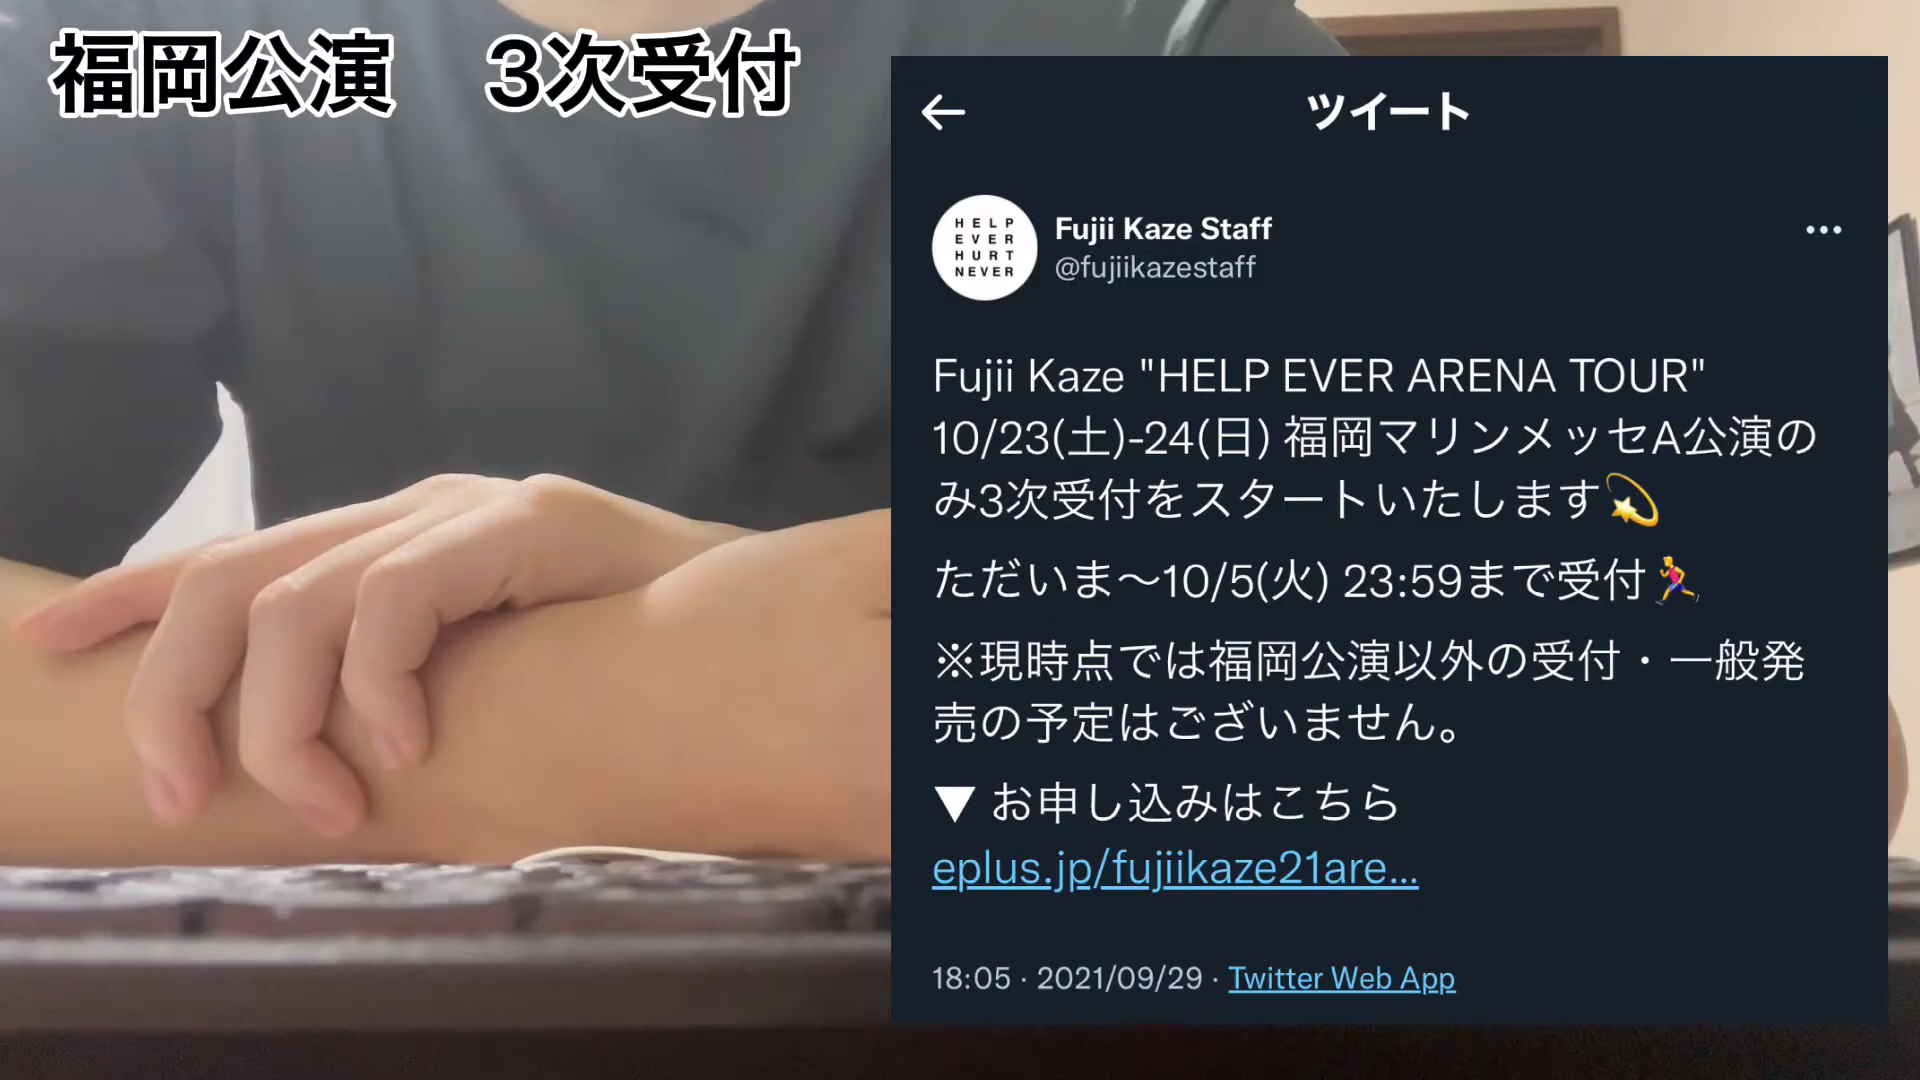 福岡公演　3次受付
ツイート
HELP
EVER
HURT
NEVER
Fujii Kaze Staff
@fujiikazestaff
Fujii Kaze "HELP EVER ARENA TOUR"
10/23(土)-24(日) 福岡マリンメッセA公演の
み3次受付をスタートいたします💫
ただいま〜10/5(火) 23:59まで受付🏃‍♀️
※現時点では福岡公演以外の受付・一般発
売の予定はございません。
▼ お申し込みはこちら
eplus.jp/fujiikaze21are...
18:05 · 2021/09/29 · Twitter Web App